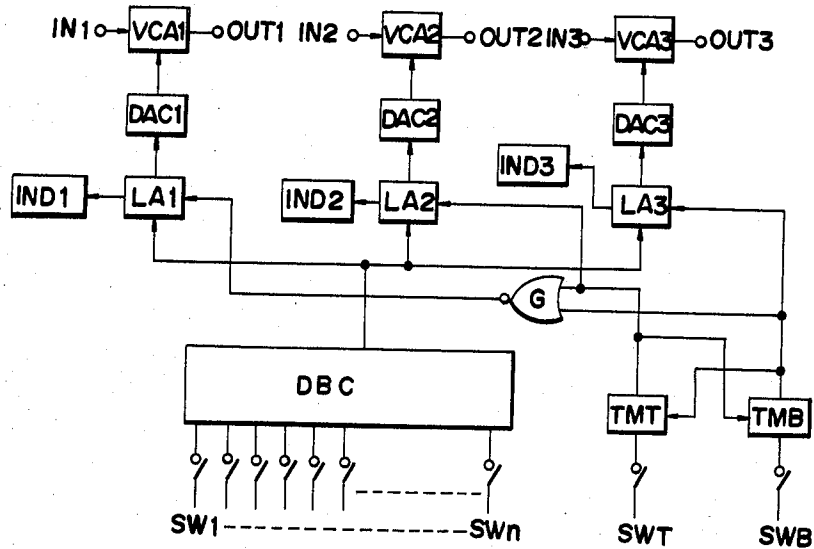 IN1 VCA1 OUT1 IN2 VCA2 OUT2 IN3 VCA3 OUT3
DAC1 DAC2 DAC3
IND1 LA1 IND2 LA2 IND3 LA3
G
DBC
TMT TMB
SW1 SWn SWT SWB